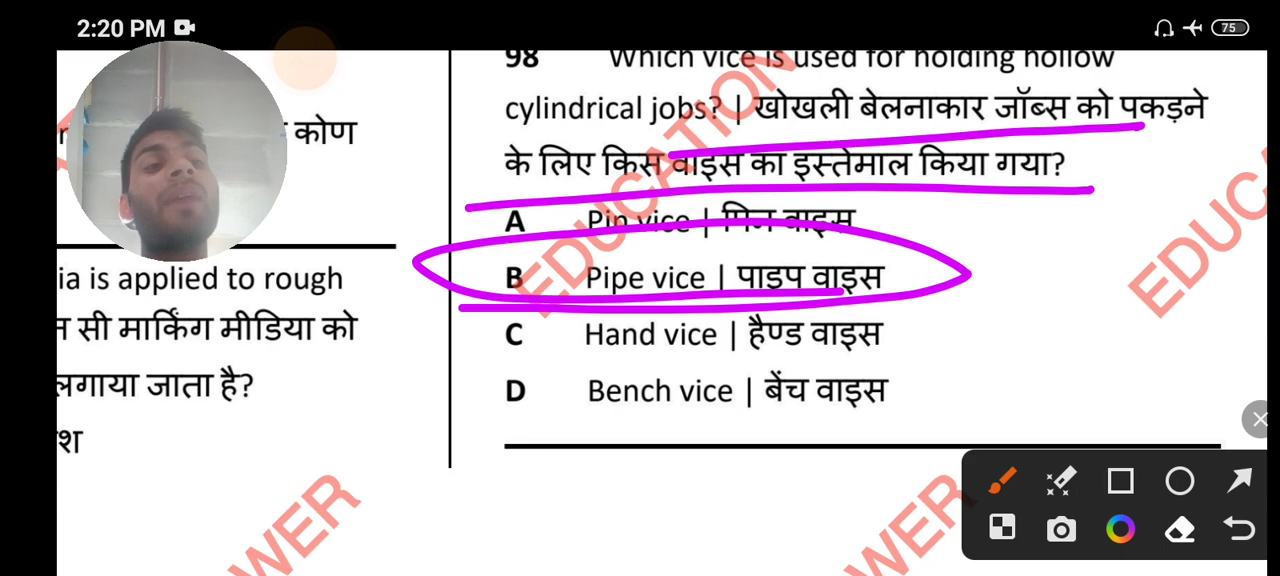 2:20 PM
75
कोण
ia is applied to rough
न सी मार्किंग मीडिया को
लगाया जाता है?
श
98 Which vice is used for holding hollow
cylindrical jobs? | खोखली बेलनाकार जॉब्स को पकड़ने
के लिए किस वाइस का इस्तेमाल किया गया?
A Pin vice | पिन वाइस
B Pipe vice | पाइप वाइस
C Hand vice | हैण्ड वाइस
D Bench vice | बेंच वाइस
EDUCATION
EDUC
WER
WER